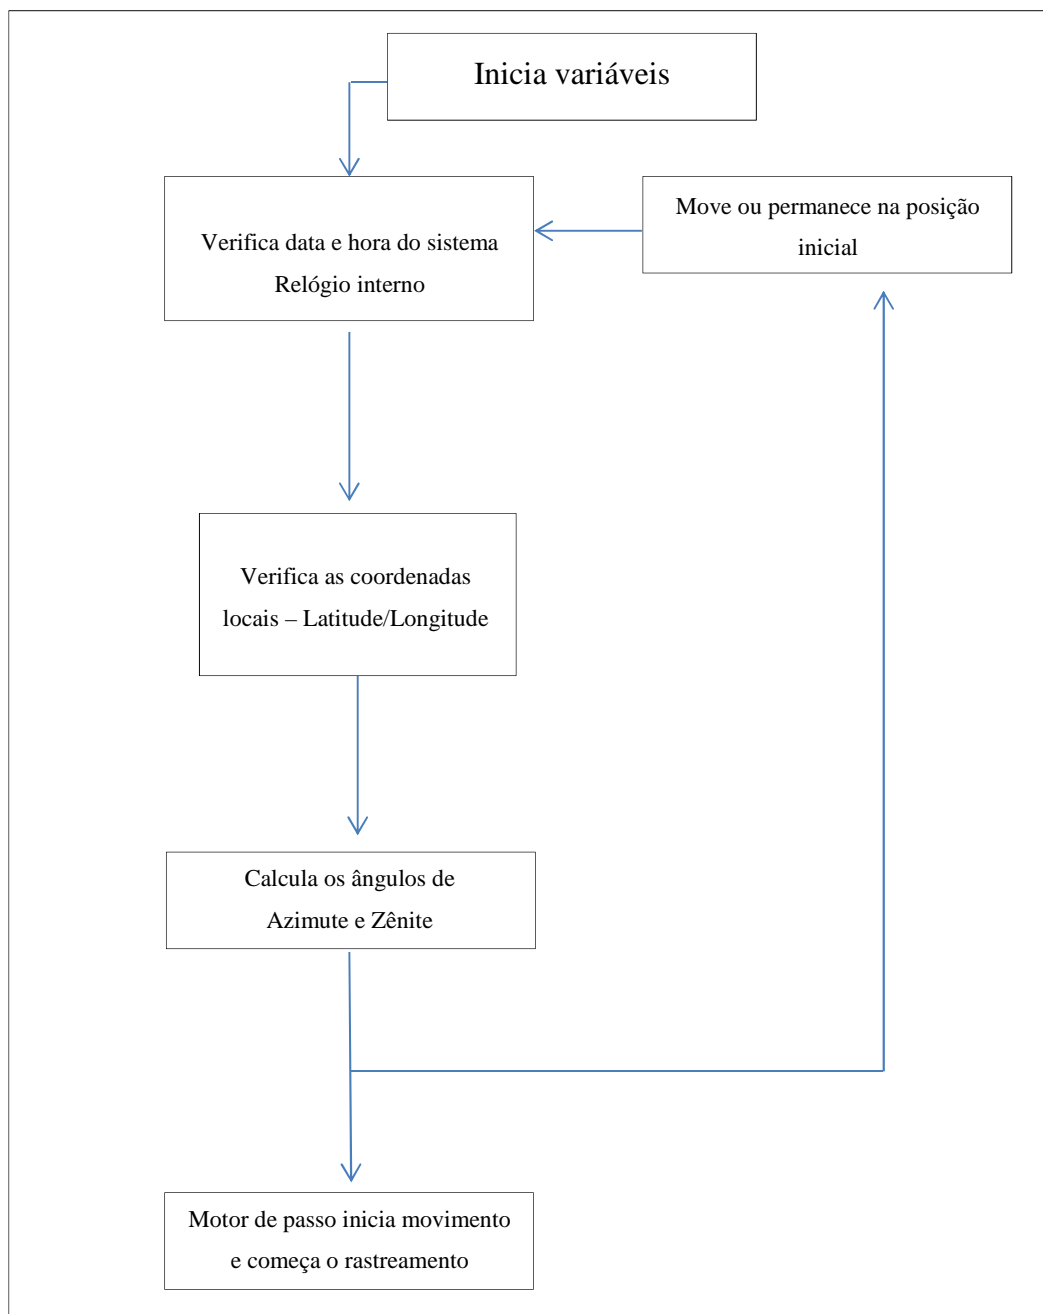 Inicia variáveis
Verifica data e hora do sistema
Relógio interno
Move ou permanece na posição
inicial
Verifica as coordenadas
locais – Latitude/Longitude
Calcula os ângulos de
Azimute e Zênite
Motor de passo inicia movimento
e começa o rastreamento